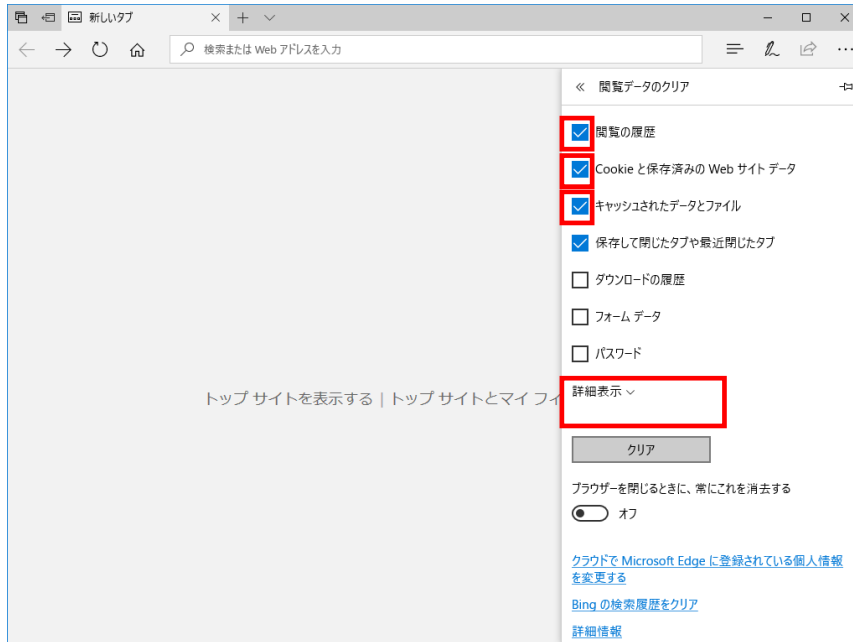 新しいタブ
検索または Web アドレスを入力
閲覧データのクリア
閲覧の履歴
Cookie と保存済みの Web サイト データ
キャッシュされたデータとファイル
保存して閉じたタブや最近閉じたタブ
ダウンロードの履歴
フォーム データ
パスワード
トップ サイトを表示する | トップ サイトとマイ フィ
詳細表示
クリア
ブラウザーを閉じるときに、常にこれを消去する
オフ
クラウドで Microsoft Edge に登録されている個人情報
を変更する
Bing の検索履歴をクリア
詳細情報